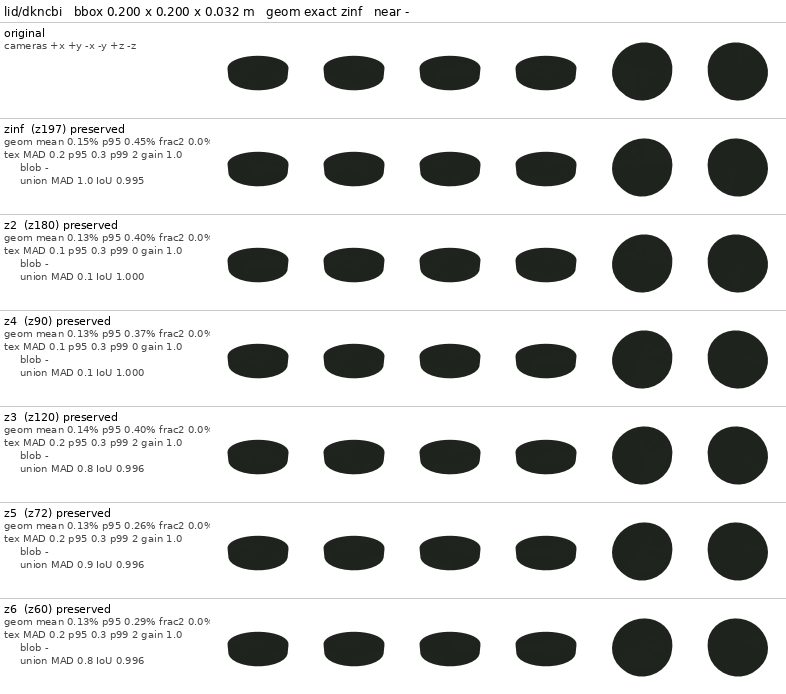 lid/dkncbi bbox 0.200 x 0.200 x 0.032 m geom exact zinf near -
original
cameras +x +y -x -y +z -z
zinf (z197) preserved
geom mean 0.15% p95 0.45% frac2 0.0%
tex MAD 0.2 p95 0.3 p99 2 gain 1.0
blob -
union MAD 1.0 IoU 0.995
z2 (z180) preserved
geom mean 0.13% p95 0.40% frac2 0.0%
tex MAD 0.1 p95 0.3 p99 0 gain 1.0
blob -
union MAD 0.1 IoU 1.000
z4 (z90) preserved
geom mean 0.13% p95 0.37% frac2 0.0%
tex MAD 0.1 p95 0.3 p99 0 gain 1.0
blob -
union MAD 0.1 IoU 1.000
z3 (z120) preserved
geom mean 0.14% p95 0.40% frac2 0.0%
tex MAD 0.2 p95 0.3 p99 2 gain 1.0
blob -
union MAD 0.8 IoU 0.996
z5 (z72) preserved
geom mean 0.13% p95 0.26% frac2 0.0%
tex MAD 0.2 p95 0.3 p99 2 gain 1.0
blob -
union MAD 0.9 IoU 0.996
z6 (z60) preserved
geom mean 0.13% p95 0.29% frac2 0.0%
tex MAD 0.2 p95 0.3 p99 2 gain 1.0
blob -
union MAD 0.8 IoU 0.996